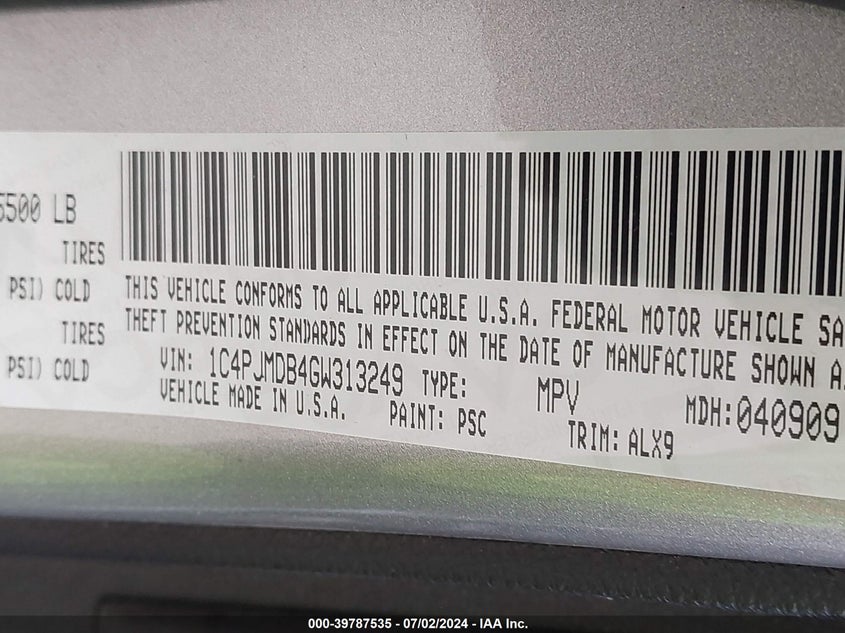 5500 LB
TIRES
PSI) COLD
TIRES
PSI) COLD
THIS VEHICLE CONFORMS TO ALL APPLICABLE U.S.A. FEDERAL MOTOR VEHICLE SA
THEFT PREVENTION STANDARDS IN EFFECT ON THE DATE OF MANUFACTURE SHOWN A
VIN: 1C4PJMDB4GW313249 TYPE: MPV MDH:040909
VEHICLE MADE IN U.S.A. PAINT: PSC TRIM: ALX9
000-39787535 - 07/02/2024 - IAA Inc.